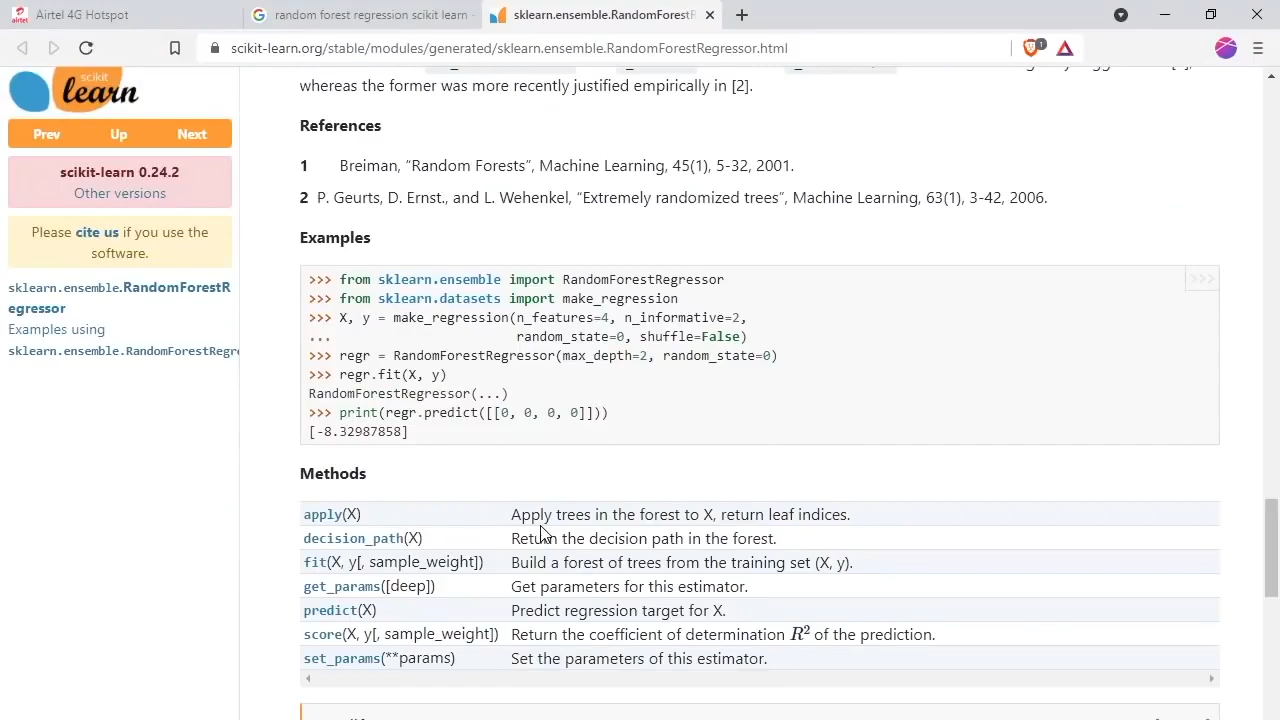 Airtel 4G Hotspot
random forest regression scikit learn -
sklearn.ensemble.RandomForestR
airtel
scikit-learn.org/stable/modules/generated/sklearn.ensemble.RandomForestRegressor.html
1
scikit
learn
whereas the former was more recently justified empirically in [2].
Prev Up Next
References
scikit-learn 0.24.2
Other versions
1 Breiman, “Random Forests”, Machine Learning, 45(1), 5-32, 2001.
2 P. Geurts, D. Ernst., and L. Wehenkel, “Extremely randomized trees”, Machine Learning, 63(1), 3-42, 2006.
Please cite us if you use the
software.
Examples
sklearn.ensemble.RandomForestR
egressor
Examples using
sklearn.ensemble.RandomForestRegre
>>>
>>> from sklearn.ensemble import RandomForestRegressor
>>> from sklearn.datasets import make_regression
>>> X, y = make_regression(n_features=4, n_informative=2,
... random_state=0, shuffle=False)
>>> regr = RandomForestRegressor(max_depth=2, random_state=0)
>>> regr.fit(X, y)
RandomForestRegressor(...)
>>> print(regr.predict([[0, 0, 0, 0]]))
[-8.32987858]
Methods
apply(X) Apply trees in the forest to X, return leaf indices.
decision_path(X) Return the decision path in the forest.
fit(X, y[, sample_weight]) Build a forest of trees from the training set (X, y).
get_params([deep]) Get parameters for this estimator.
predict(X) Predict regression target for X.
score(X, y[, sample_weight]) Return the coefficient of determination R² of the prediction.
set_params(**params) Set the parameters of this estimator.